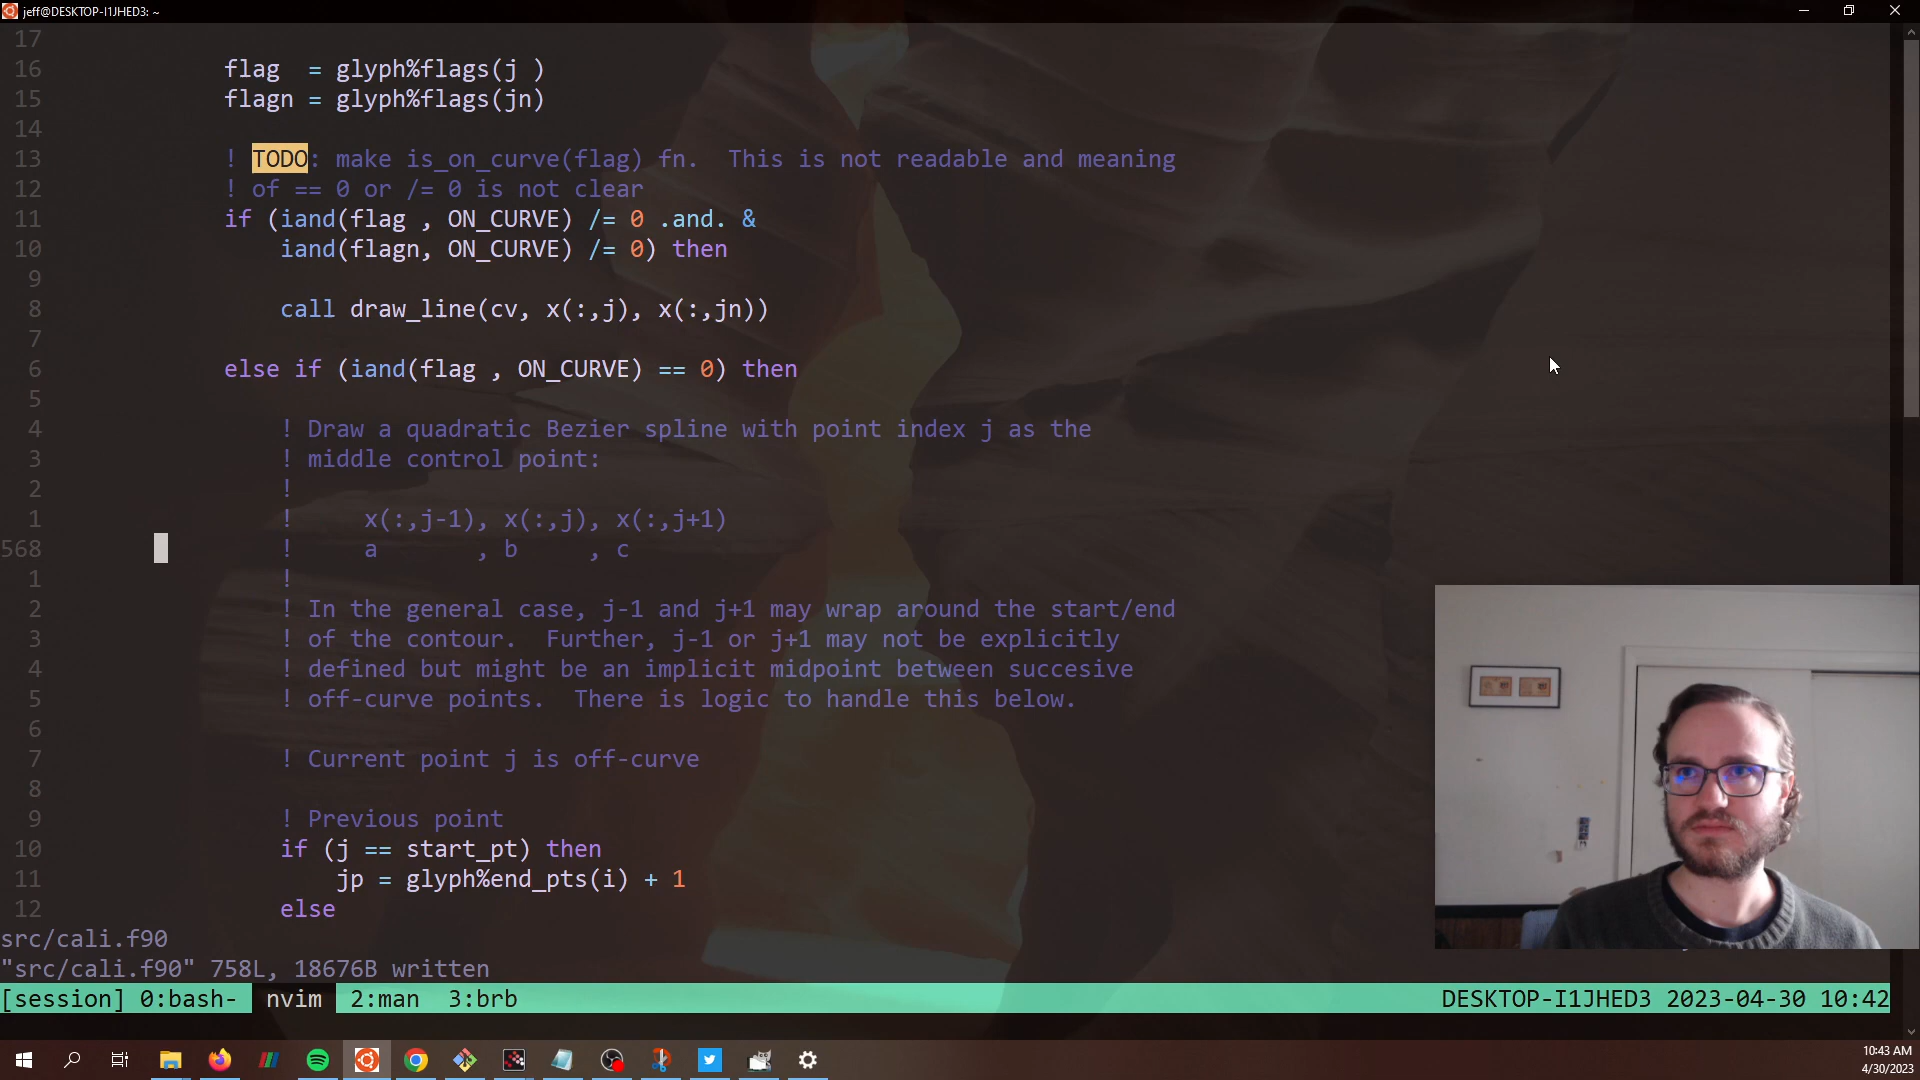 jeff@DESKTOP-I1JHED3: ~
17
16 flag  = glyph%flags(j )
15 flagn = glyph%flags(jn)
14
13 ! TODO: make is_on_curve(flag) fn.  This is not readable and meaning
12 ! of == 0 or /= 0 is not clear
11 if (iand(flag , ON_CURVE) /= 0 .and. &
10 iand(flagn, ON_CURVE) /= 0) then
9
8 call draw_line(cv, x(:,j), x(:,jn))
7
6 else if (iand(flag , ON_CURVE) == 0) then
5
4 ! Draw a quadratic Bezier spline with point index j as the
3 ! middle control point:
2 !
1 !     x(:,j-1), x(:,j), x(:,j+1)
568 !     a       , b     , c
1 !
2 ! In the general case, j-1 and j+1 may wrap around the start/end
3 ! of the contour.  Further, j-1 or j+1 may not be explicitly
4 ! defined but might be an implicit midpoint between succesive
5 ! off-curve points.  There is logic to handle this below.
6
7 ! Current point j is off-curve
8
9 ! Previous point
10 if (j == start_pt) then
11 jp = glyph%end_pts(i) + 1
12 else
src/cali.f90
"src/cali.f90" 758L, 18676B written
[session] 0:bash-  nvim  2:man  3:brb DESKTOP-I1JHED3 2023-04-30 10:42
10:43 AM
4/30/2023